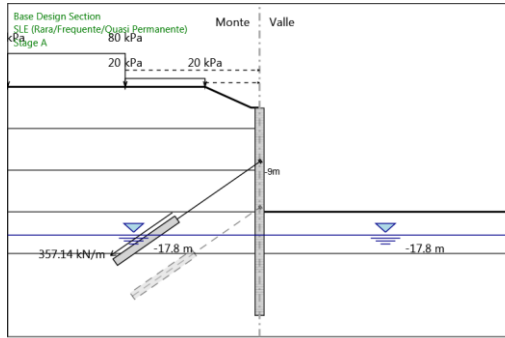 Base Design Section
SLE (Rara/Frequente/Quasi Permanente)
Stage A
Monte
Valle
kPa
80 kPa
20 kPa
20 kPa
-9m
357.14 kN/m
-17.8 m
-17.8 m